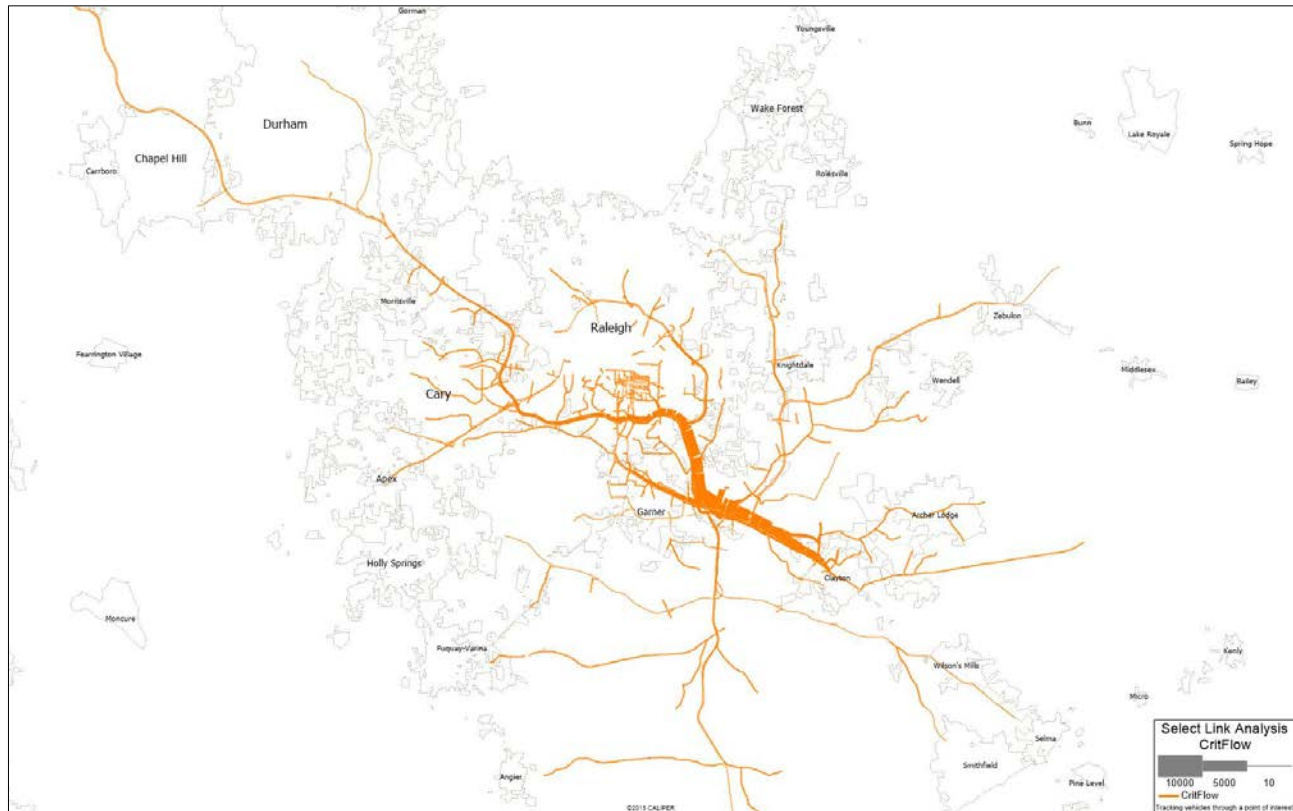 Gorman
Youngsville
Wake Forest
Durham
Bunn
Lake Royale
Spring Hope
Chapel Hill
Carrboro
Rolesville
Morrisville
Zebulon
Raleigh
Fearrington Village
Knightdale
Middlesex
Wendell
Bailey
Cary
Apex
Garner
Archer Lodge
Holly Springs
Clayton
Moncure
Fuquay-Varina
Kenly
Wilson's Mills
Micro
Selma
Smithfield
Angier
Pine Level
Select Link Analysis
CritFlow
10000 5000 10
CritFlow
Tracking vehicles through a point of interest
©2015 CALIPER